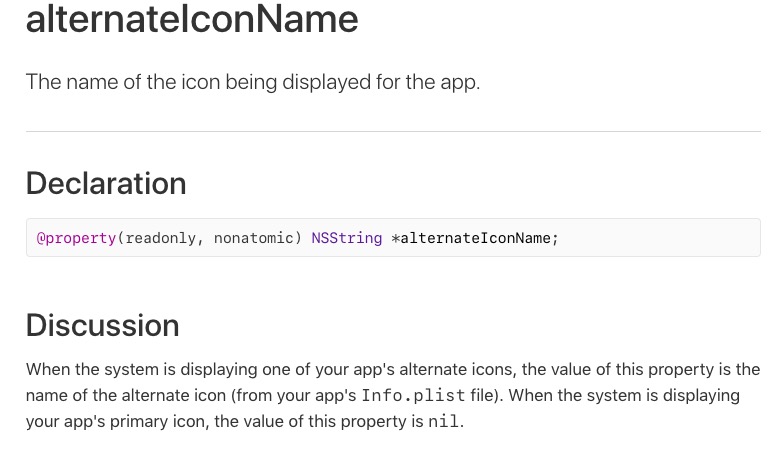 alternateIconName
The name of the icon being displayed for the app.
Declaration
@property(readonly, nonatomic) NSString *alternateIconName;
Discussion
When the system is displaying one of your app's alternate icons, the value of this property is the
name of the alternate icon (from your app's Info.plist file). When the system is displaying
your app's primary icon, the value of this property is nil.